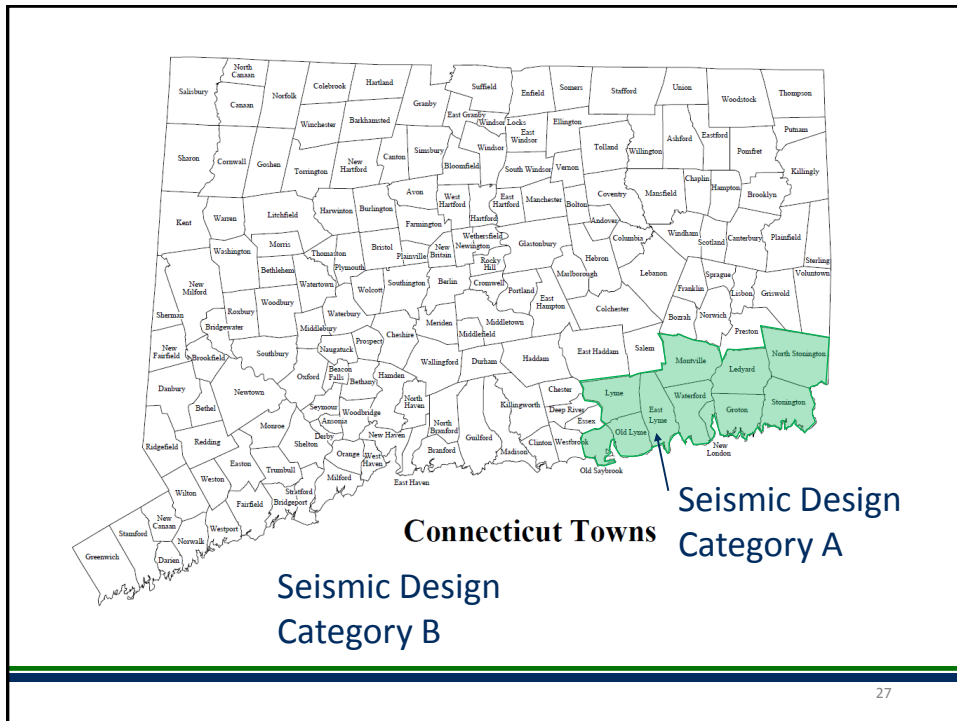 North
Canaan
Salisbury
Canaan
Norfolk
Colebrook
Hartland
Granby
Suffield
East Granby
Windsor Locks
Enfield
Somers
Stafford
Union
Woodstock
Thompson
Putnam
Winchester
Barkhamsted
East
Windsor
Ellington
Sharon
Cornwall
Goshen
Torrington
New
Hartford
Canton
Simsbury
Bloomfield
Windsor
South Windsor
Vernon
Tolland
Willington
Ashford
Eastford
Pomfret
Killingly
Kent
Warren
Litchfield
Harwinton
Burlington
Avon
West
Hartford
Hartford
East
Hartford
Manchester
Bolton
Coventry
Andover
Mansfield
Chaplin
Hampton
Brooklyn
Washington
Morris
Bethlehem
Thomaston
Plymouth
Watertown
Bristol
Farmington
Plainville
New
Britain
Newington
Wethersfield
Rocky
Hill
Glastonbury
Hebron
Columbia
Windham
Scotland
Canterbury
Plainfield
Sterling
New
Milford
Sherman
Roxbury
Woodbury
Waterbury
Wolcott
Southington
Berlin
Cromwell
Portland
East
Hampton
Marlborough
Colchester
Lebanon
Franklin
Sprague
Lisbon
Griswold
Voluntown
Bridgewater
New
Fairfield
Brookfield
Southbury
Middlebury
Naugatuck
Prospect
Cheshire
Meriden
Middlefield
Middletown
Bozrah
Norwich
Preston
Danbury
Bethel
Newtown
Oxford
Beacon
Falls
Bethany
Hamden
Wallingford
Durham
Haddam
East Haddam
Salem
Montville
Ledyard
North Stonington
Ridgefield
Redding
Monroe
Seymour
Ansonia
Derby
Shelton
Woodbridge
New Haven
North
Haven
North
Branford
Guilford
Killingworth
Chester
Deep River
Essex
Lyme
East
Lyme
Waterford
Groton
Stonington
Wilton
Weston
Easton
Trumbull
Stratford
Bridgeport
Fairfield
Milford
Orange
West
Haven
East Haven
Branford
Madison
Clinton
Westbrook
Old Lyme
Old Saybrook
New
London
Greenwich
Stamford
New
Canaan
Darien
Norwalk
Westport
Connecticut Towns
Seismic Design
Category A
Seismic Design
Category B
27